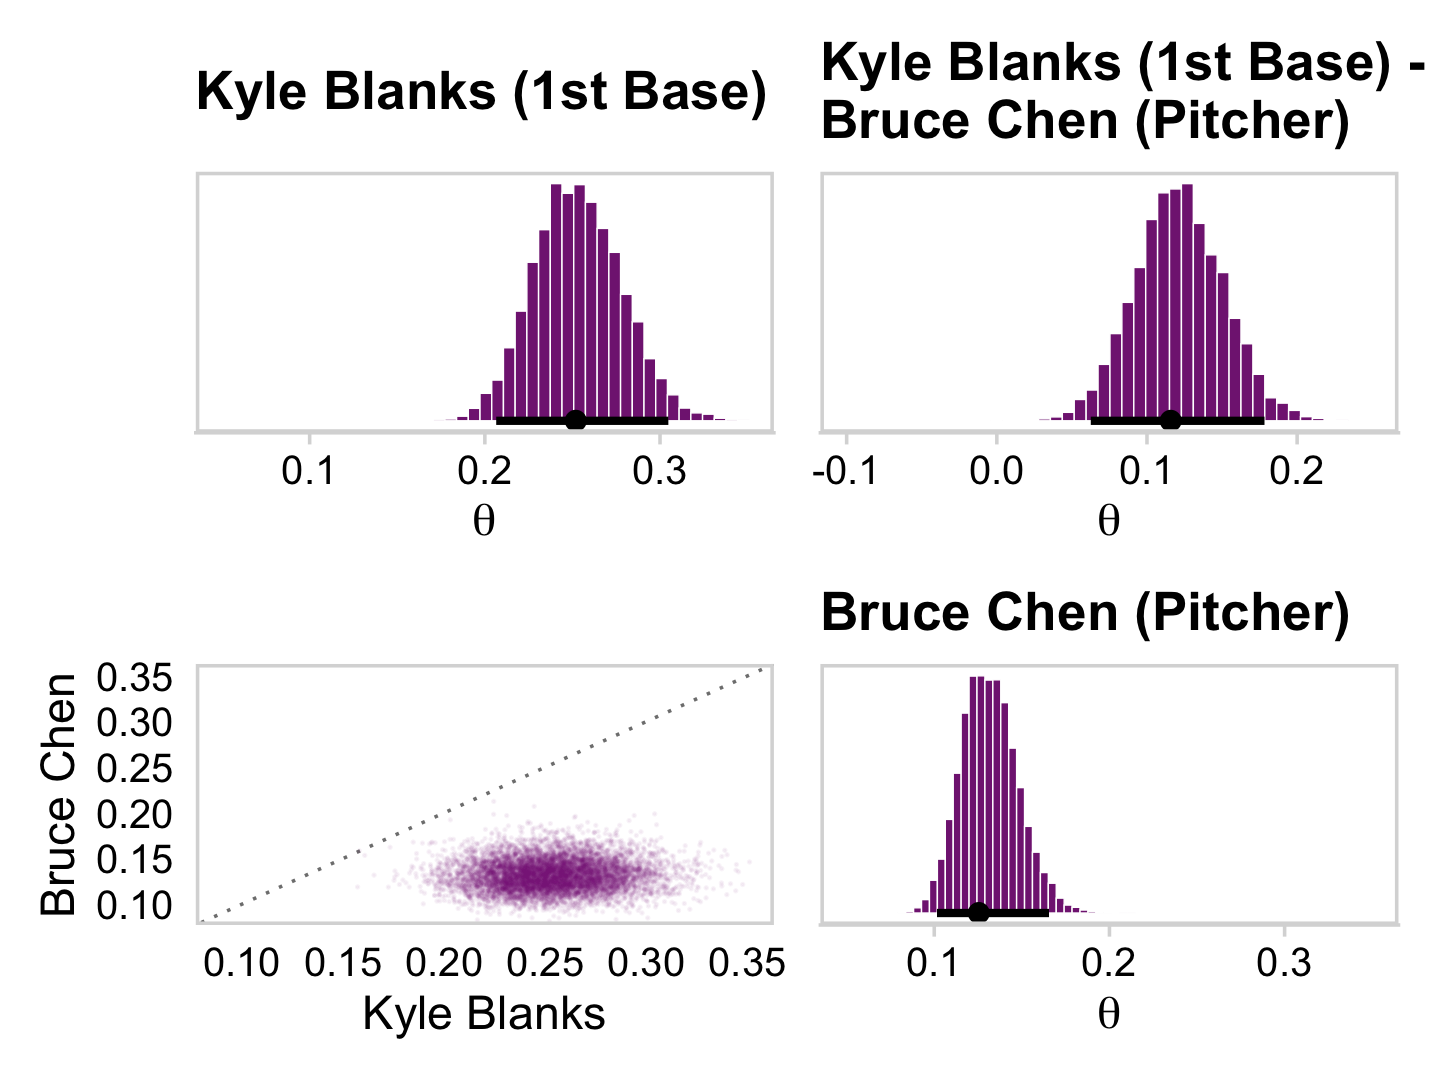 Kyle Blanks (1st Base)
Kyle Blanks (1st Base) -
Bruce Chen (Pitcher)
0.1 0.2 0.3
θ
-0.1 0.0 0.1 0.2
θ
Bruce Chen (Pitcher)
Bruce Chen
0.35
0.30
0.25
0.20
0.15
0.10
0.10 0.15 0.20 0.25 0.30 0.35
Kyle Blanks
0.1 0.2 0.3
θ